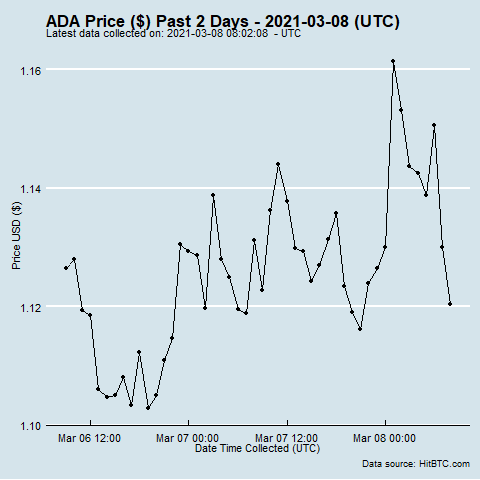 ADA Price ($) Past 2 Days - 2021-03-08 (UTC)
Latest data collected on: 2021-03-08 08:02:08 - UTC
1.16
1.14
1.12
1.10
Price USD ($)
Mar 06 12:00 Mar 07 00:00 Mar 07 12:00 Mar 08 00:00
Date Time Collected (UTC)
Data source: HitBTC.com